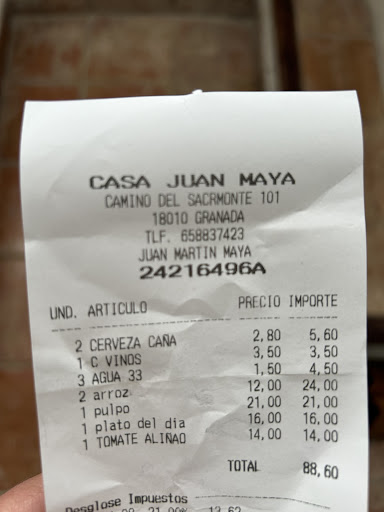 CASA JUAN MAYA
CAMINO DEL SACRMONTE 101
18010 GRANADA
TLF. 658837423
JUAN MARTIN MAYA
24216496A
UND. ARTICULO PRECIO IMPORTE
2 CERVEZA CAÑA 2,80 5,60
1 C VINOS 3,50 3,50
3 AGUA 33 1,50 4,50
2 arroz 12,00 24,00
1 pulpo 21,00 21,00
1 plato del dia 16,00 16,00
1 TOMATE ALIÑAO 14,00 14,00
TOTAL 88,60
Desglose Impuestos